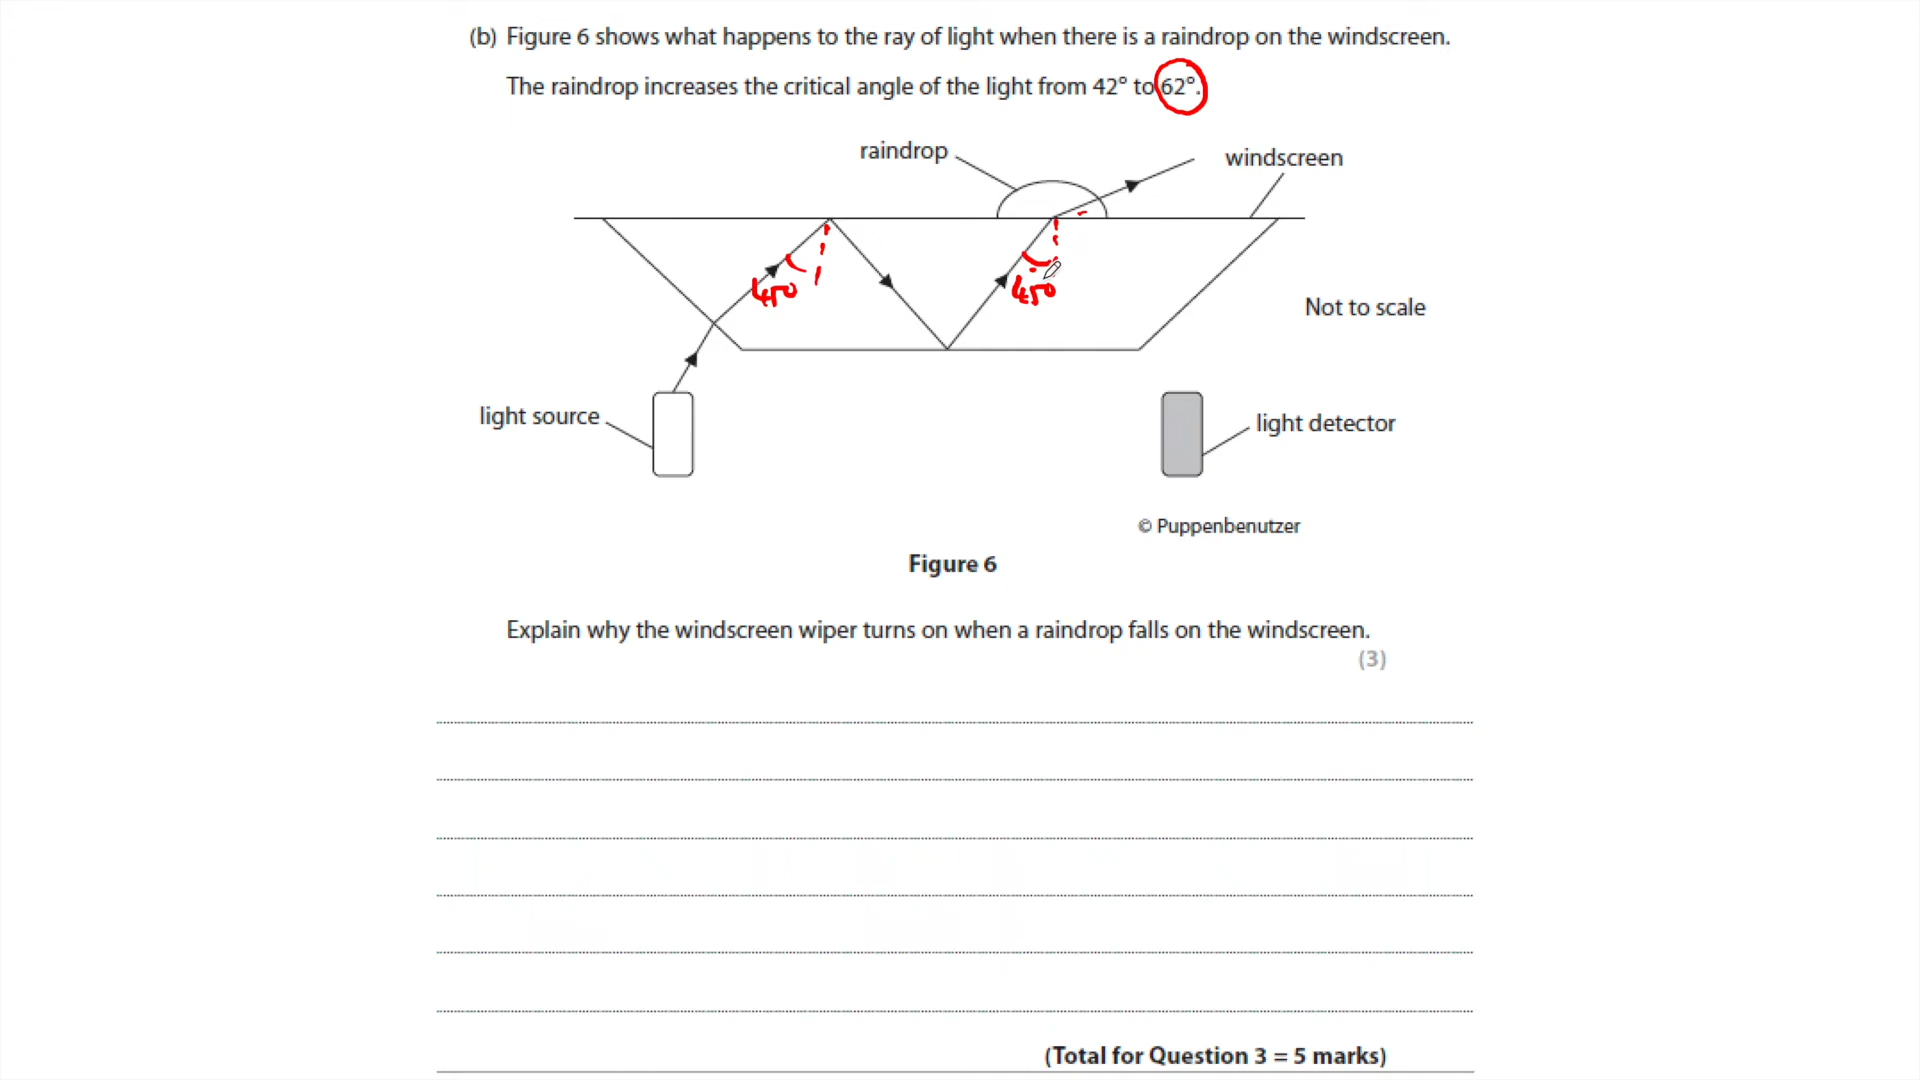 (b) Figure 6 shows what happens to the ray of light when there is a raindrop on the windscreen.
The raindrop increases the critical angle of the light from 42° to 62°.
raindrop
windscreen
450
450
Not to scale
light source
light detector
© Puppenbenutzer
Figure 6
Explain why the windscreen wiper turns on when a raindrop falls on the windscreen.
(3)
(Total for Question 3 = 5 marks)